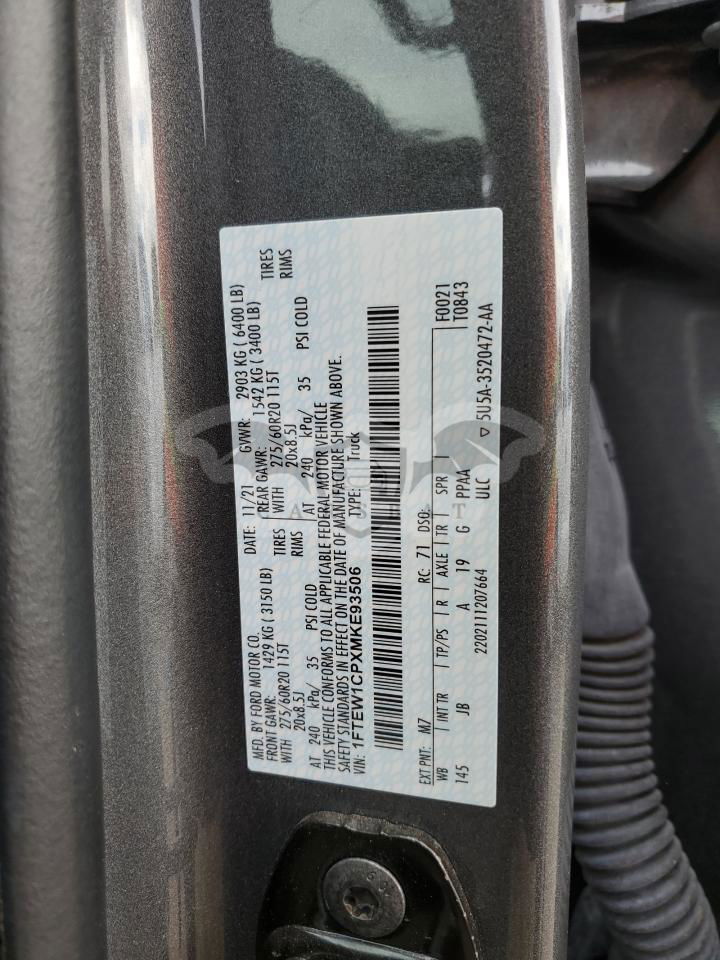 MFD. BY FORD MOTOR CO. DATE: 11/21 GVWR: 2903 KG ( 6400 LB)
FRONT GAWR: 1429 KG ( 3150 LB) REAR GAWR: 1542 KG ( 3400 LB)
WITH 275/60R20 115T TIRES WITH 275/60R20 115T TIRES
20x8.5J RIMS 20x8.5J RIMS
AT 240 kPa/ 35 PSI COLD AT 240 kPa/ 35 PSI COLD
THIS VEHICLE CONFORMS TO ALL APPLICABLE FEDERAL MOTOR VEHICLE
SAFETY STANDARDS IN EFFECT ON THE DATE OF MANUFACTURE SHOWN ABOVE.
VIN: 1FTEW1CPXMKE93506 TYPE: Truck
EXT PNT: M7 RC: 71 DSO: F0021
WB INT TR TP/PS R AXLE TR SPR T0843
145 JB A 19 G PPAA
2202111207664 ULC ▽ 5U5A-3520472-AA